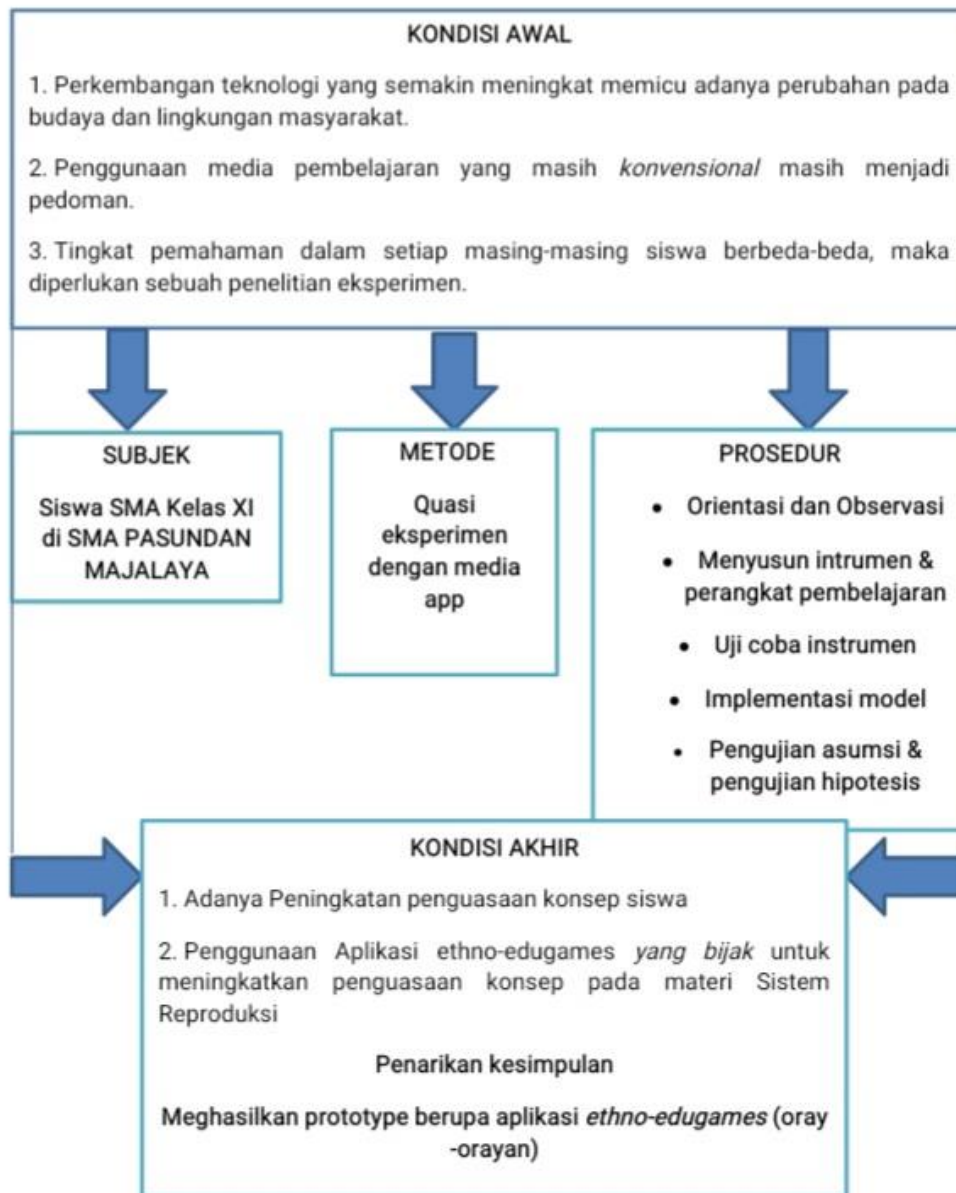 KONDISI AWAL
1. Perkembangan teknologi yang semakin meningkat memicu adanya perubahan pada
budaya dan lingkungan masyarakat.
2. Penggunaan media pembelajaran yang masih konvensional masih menjadi
pedoman.
3. Tingkat pemahaman dalam setiap masing-masing siswa berbeda-beda, maka
diperlukan sebuah penelitian eksperimen.
SUBJEK
Siswa SMA Kelas XI
di SMA PASUNDAN
MAJALAYA
METODE
Quasi
eksperimen
dengan media
app
PROSEDUR
• Orientasi dan Observasi
• Menyusun intrumen &
perangkat pembelajaran
• Uji coba instrumen
• Implementasi model
• Pengujian asumsi &
pengujian hipotesis
KONDISI AKHIR
1. Adanya Peningkatan penguasaan konsep siswa
2. Penggunaan Aplikasi ethno-edugames yang bijak untuk
meningkatkan penguasaan konsep pada materi Sistem
Reproduksi
Penarikan kesimpulan
Meghasilkan prototype berupa aplikasi ethno-edugames (oray
-orayan)